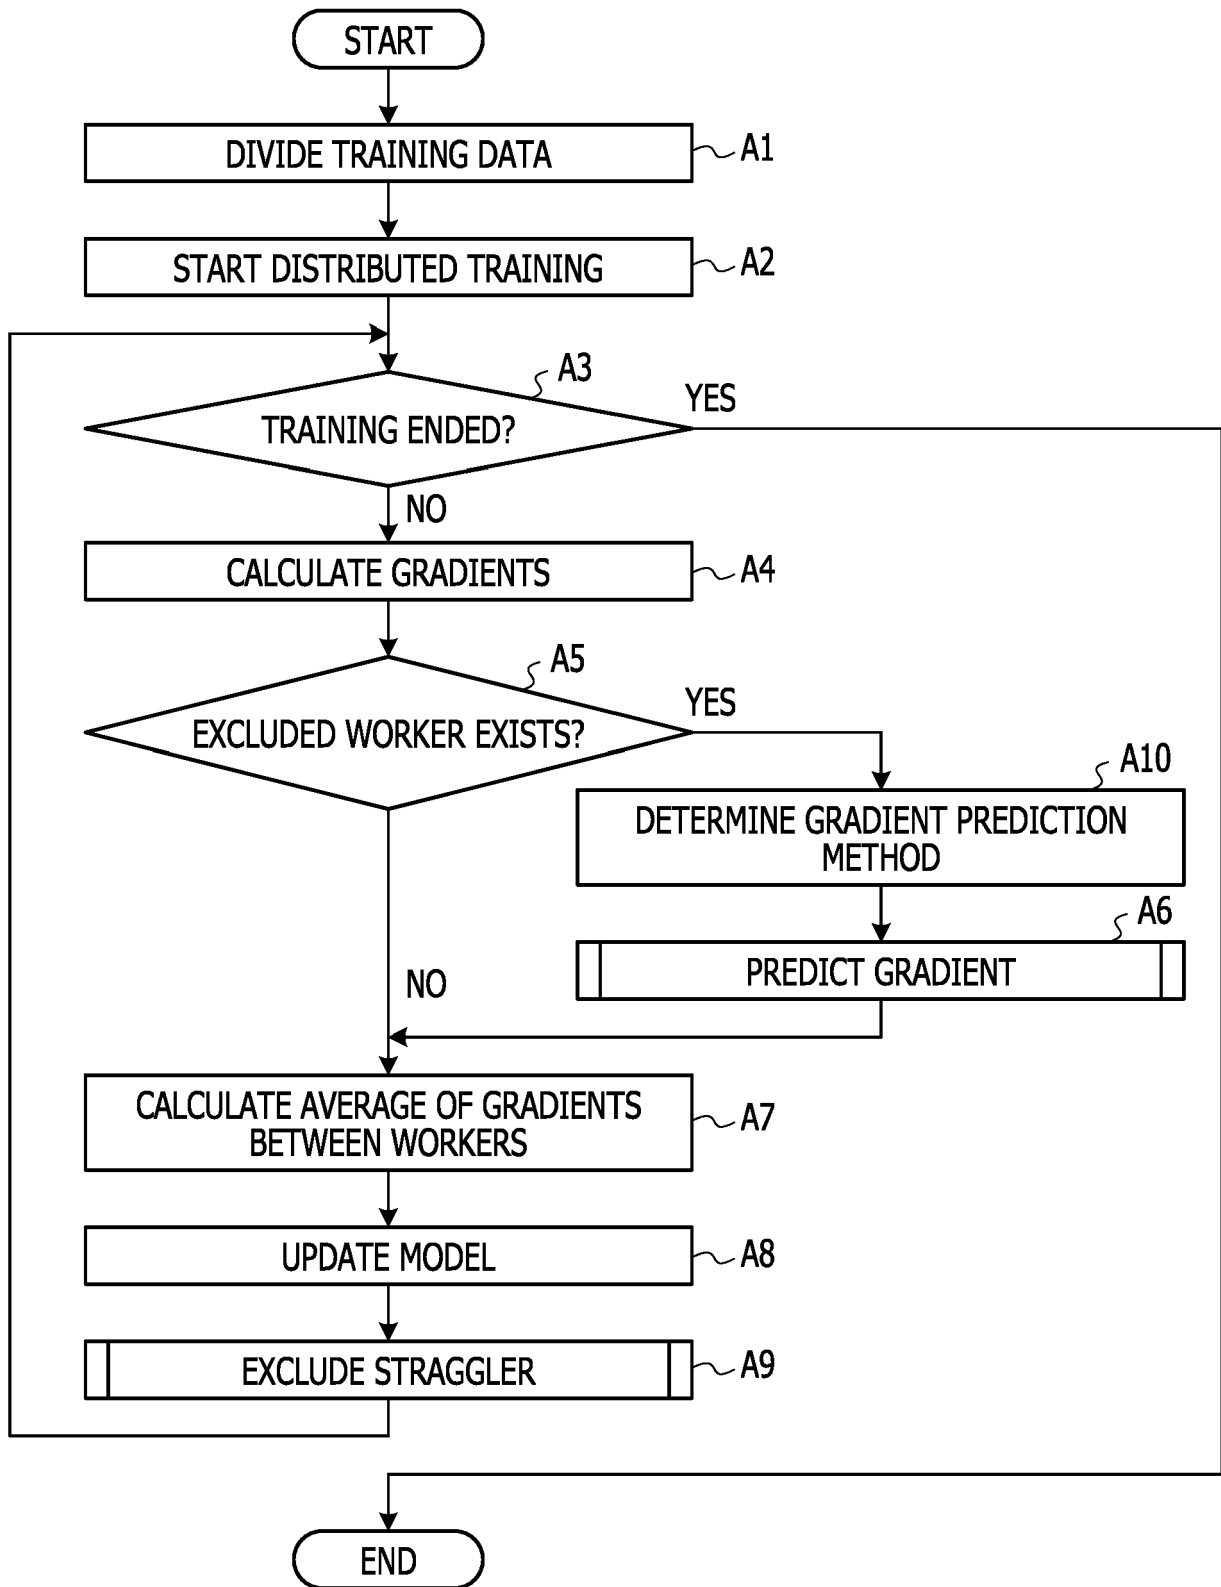 START
DIVIDE TRAINING DATA
A1
START DISTRIBUTED TRAINING
A2
A3
YES
TRAINING ENDED?
NO
CALCULATE GRADIENTS
A4
A5
YES
EXCLUDED WORKER EXISTS?
A10
DETERMINE GRADIENT PREDICTION
METHOD
A6
PREDICT GRADIENT
NO
CALCULATE AVERAGE OF GRADIENTS
BETWEEN WORKERS
A7
UPDATE MODEL
A8
EXCLUDE STRAGGLER
A9
END